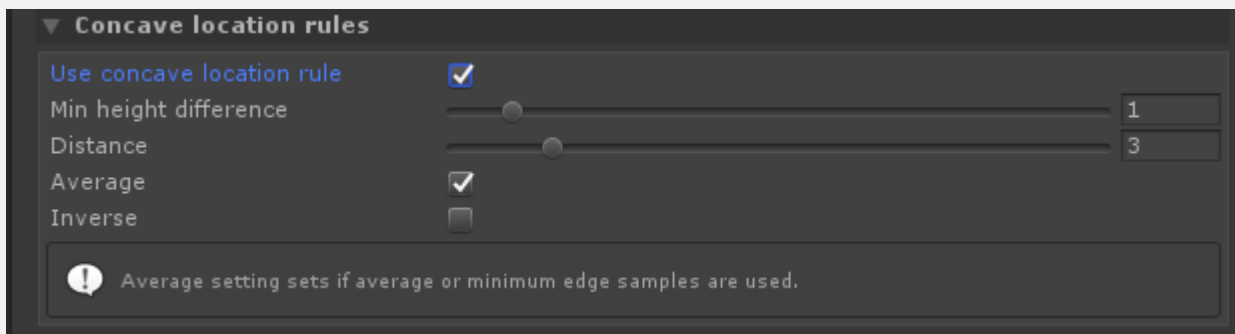 Concave location rules
Use concave location rule
Min height difference 1
Distance 3
Average
Inverse
Average setting sets if average or minimum edge samples are used.